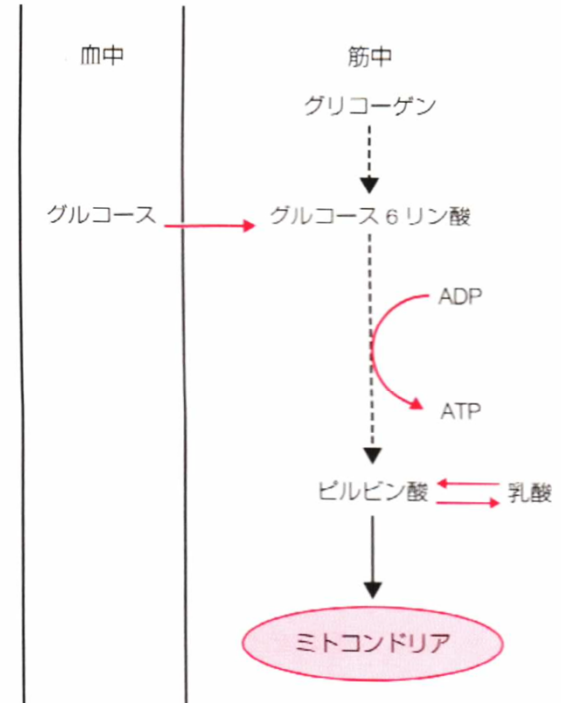 血中
筋中
グリコーゲン
グルコース
グルコース 6 リン酸
ADP
ATP
ピルビン酸
乳酸
ミトコンドリア